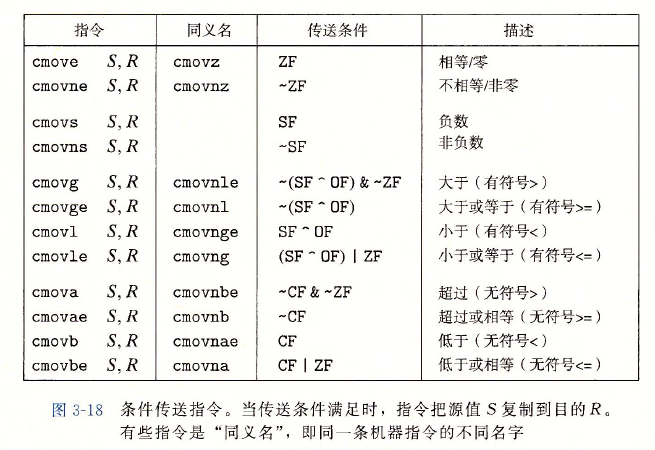 指令 同义名 传送条件 描述
cmove S, R cmovz ZF 相等/零
cmovne S, R cmovnz ~ZF 不相等/非零
cmovs S, R SF 负数
cmovns S, R ~SF 非负数
cmovg S, R cmovnle ~(SF ^ OF) & ~ZF 大于（有符号>）
cmovge S, R cmovnl ~(SF ^ OF) 大于或等于（有符号>=）
cmovl S, R cmovnge SF ^ OF 小于（有符号<）
cmovle S, R cmovng (SF ^ OF) | ZF 小于或等于（有符号<=）
cmova S, R cmovnbe ~CF & ~ZF 超过（无符号>）
cmovae S, R cmovnb ~CF 超过或相等（无符号>=）
cmovb S, R cmovnae CF 低于（无符号<）
cmovbe S, R cmovna CF | ZF 低于或相等（无符号<=）
图 3-18 条件传送指令。当传送条件满足时，指令把源值 S 复制到目的 R。
有些指令是“同义名”，即同一条机器指令的不同名字